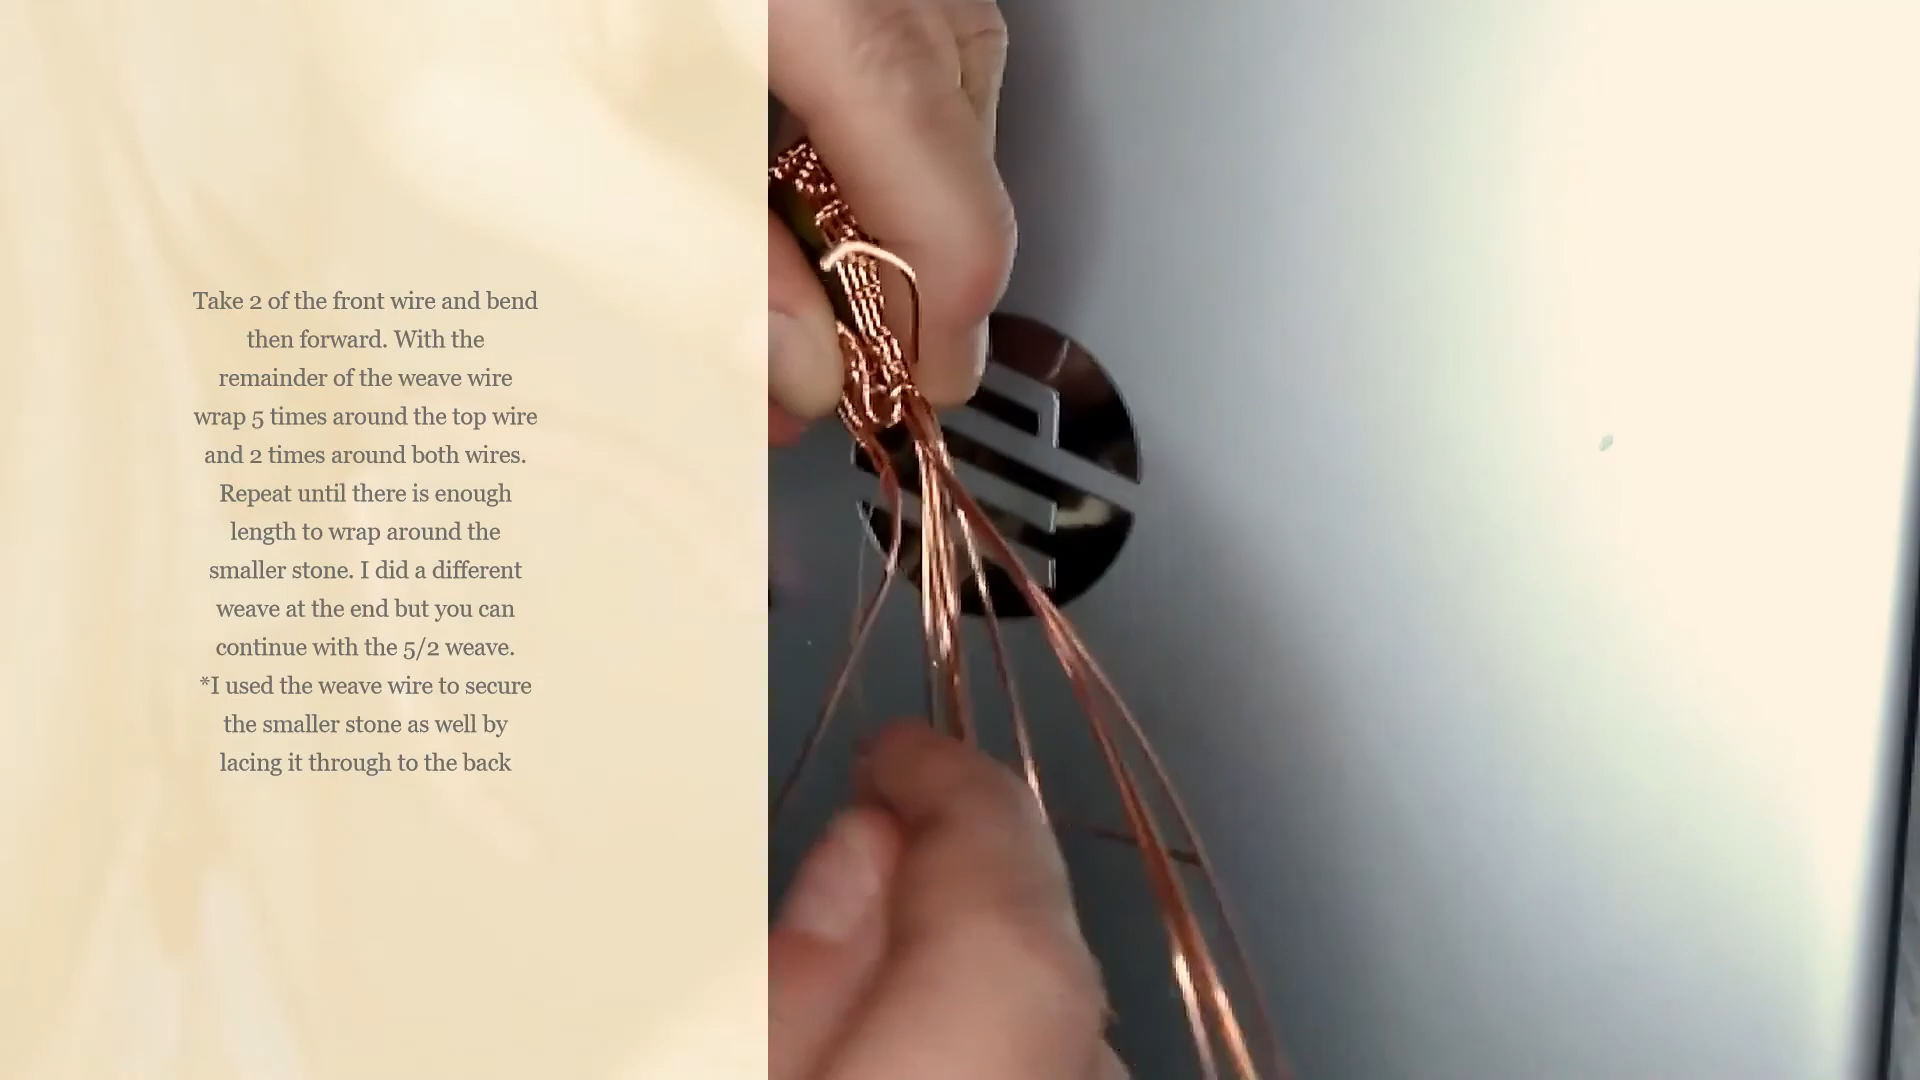 Take 2 of the front wire and bend
then forward. With the
remainder of the weave wire
wrap 5 times around the top wire
and 2 times around both wires.
Repeat until there is enough
length to wrap around the
smaller stone. I did a different
weave at the end but you can
continue with the 5/2 weave.
*I used the weave wire to secure
the smaller stone as well by
lacing it through to the back
hp